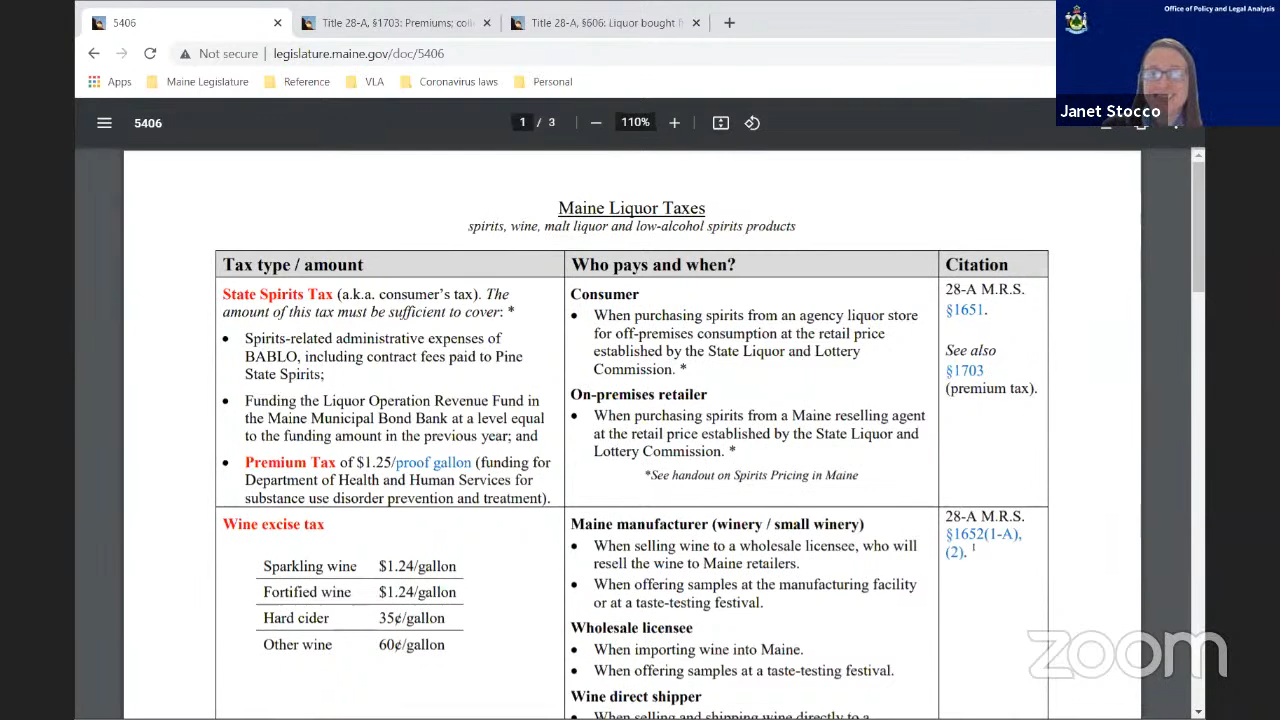 5406
Title 28-A, §1703: Premiums; coll
Title 28-A, §606: Liquor bought f
Office of Policy and Legal Analysis
Not secure
legislature.maine.gov/doc/5406
Apps
Maine Legislature
Reference
VLA
Coronavirus laws
Personal
Janet Stocco
5406
1 / 3
110%
Maine Liquor Taxes
spirits, wine, malt liquor and low-alcohol spirits products
Tax type / amount
Who pays and when?
Citation
State Spirits Tax (a.k.a. consumer's tax). The
amount of this tax must be sufficient to cover: *
• Spirits-related administrative expenses of
BABLO, including contract fees paid to Pine
State Spirits;
• Funding the Liquor Operation Revenue Fund in
the Maine Municipal Bond Bank at a level equal
to the funding amount in the previous year; and
• Premium Tax of $1.25/proof gallon (funding for
Department of Health and Human Services for
substance use disorder prevention and treatment).
Consumer
• When purchasing spirits from an agency liquor store
for off-premises consumption at the retail price
established by the State Liquor and Lottery
Commission. *
On-premises retailer
• When purchasing spirits from a Maine reselling agent
at the retail price established by the State Liquor and
Lottery Commission. *
*See handout on Spirits Pricing in Maine
28-A M.R.S.
§1651.
See also
§1703
(premium tax).
Wine excise tax
Sparkling wine $1.24/gallon
Fortified wine $1.24/gallon
Hard cider 35¢/gallon
Other wine 60¢/gallon
Maine manufacturer (winery / small winery)
• When selling wine to a wholesale licensee, who will
resell the wine to Maine retailers.
• When offering samples at the manufacturing facility
or at a taste-testing festival.
Wholesale licensee
• When importing wine into Maine.
• When offering samples at a taste-testing festival.
Wine direct shipper
• When selling and shipping wine directly to a
28-A M.R.S.
§1652(1-A),
(2).
zoom